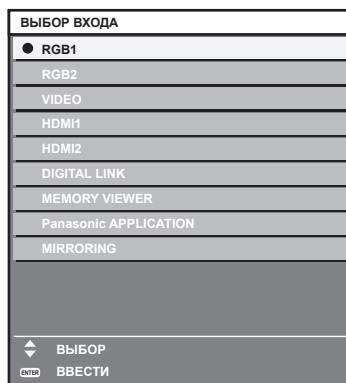 ВЫБОР ВХОДА
RGB1
RGB2
VIDEO
HDMI1
HDMI2
DIGITAL LINK
MEMORY VIEWER
Panasonic APPLICATION
MIRRORING
ВЫБОР
ENTER ВВЕСТИ